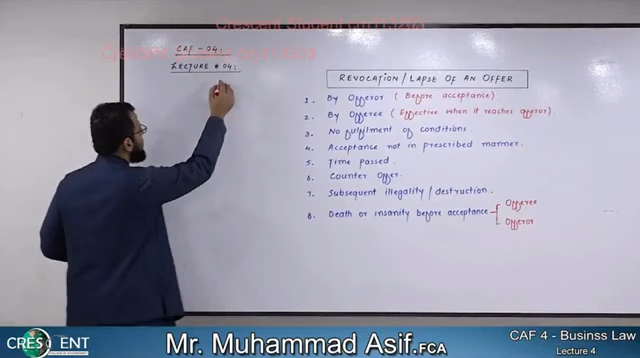 Crescent Student
CAF - 04:
LECTURE # 04:
REVOCATION / LAPSE OF AN OFFER
1. By Offeror (Before acceptance)
2. By Offeree (Effective when it reaches offeror).
3. No fulfilment of conditions.
4. Acceptance not in prescribed manner.
5. Time passed.
6. Counter Offer.
7. Subsequent illegality / destruction.
8. Death or insanity before acceptance
Offeree
Offeror
CRESCENT
Mr. Muhammad Asif.FCA
CAF 4 - Businss Law
Lecture 4